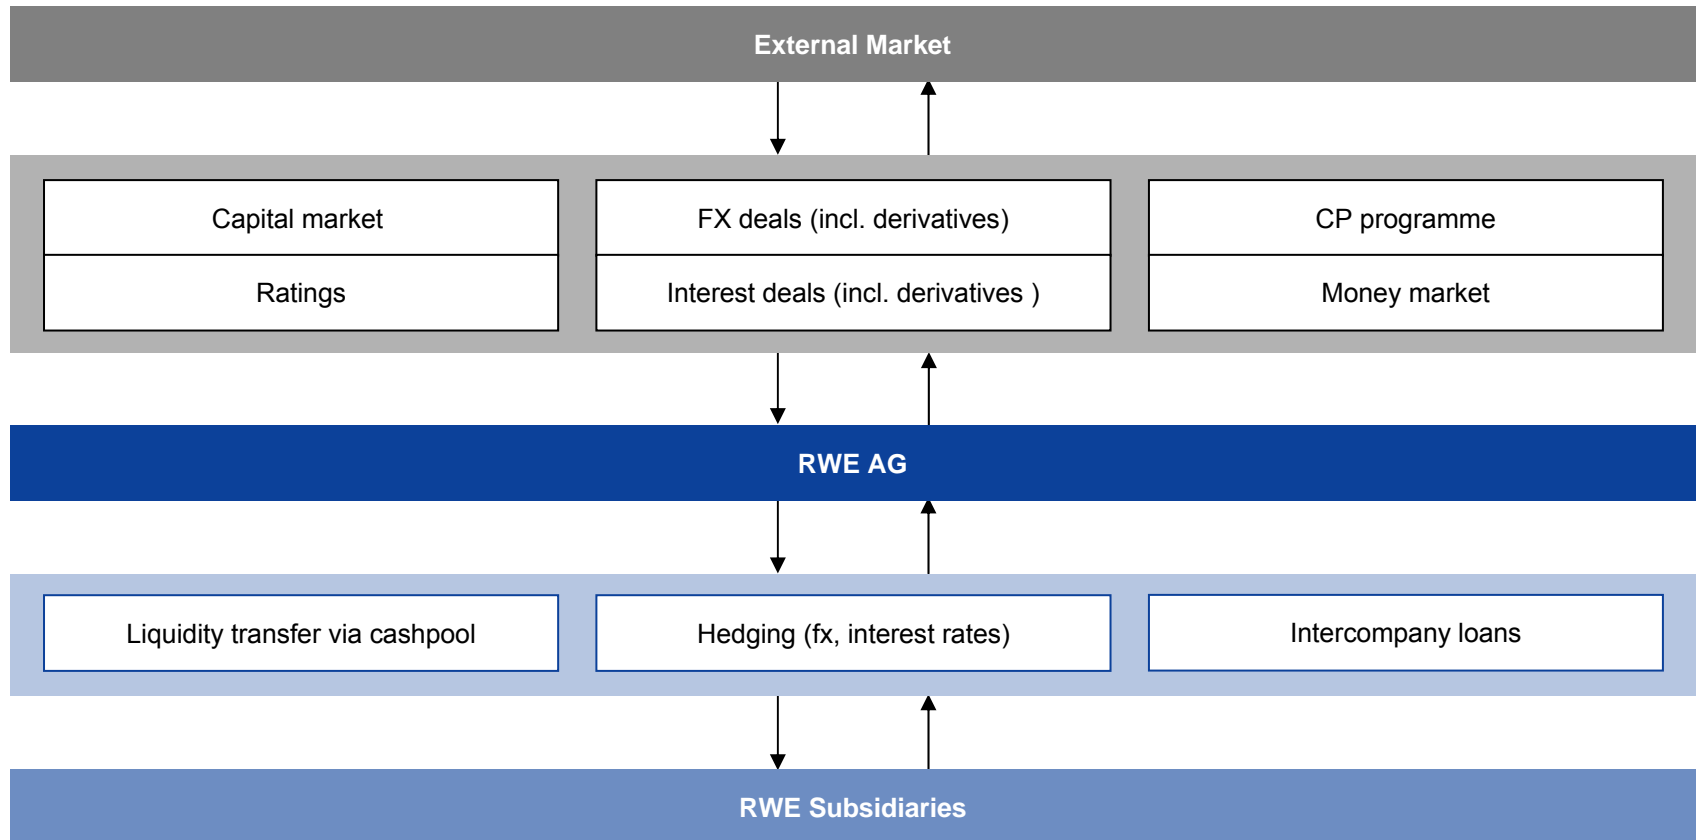 External Market
Capital market
FX deals (incl. derivatives)
CP programme
Ratings
Interest deals (incl. derivatives )
Money market
RWE AG
Liquidity transfer via cashpool
Hedging (fx, interest rates)
Intercompany loans
RWE Subsidiaries